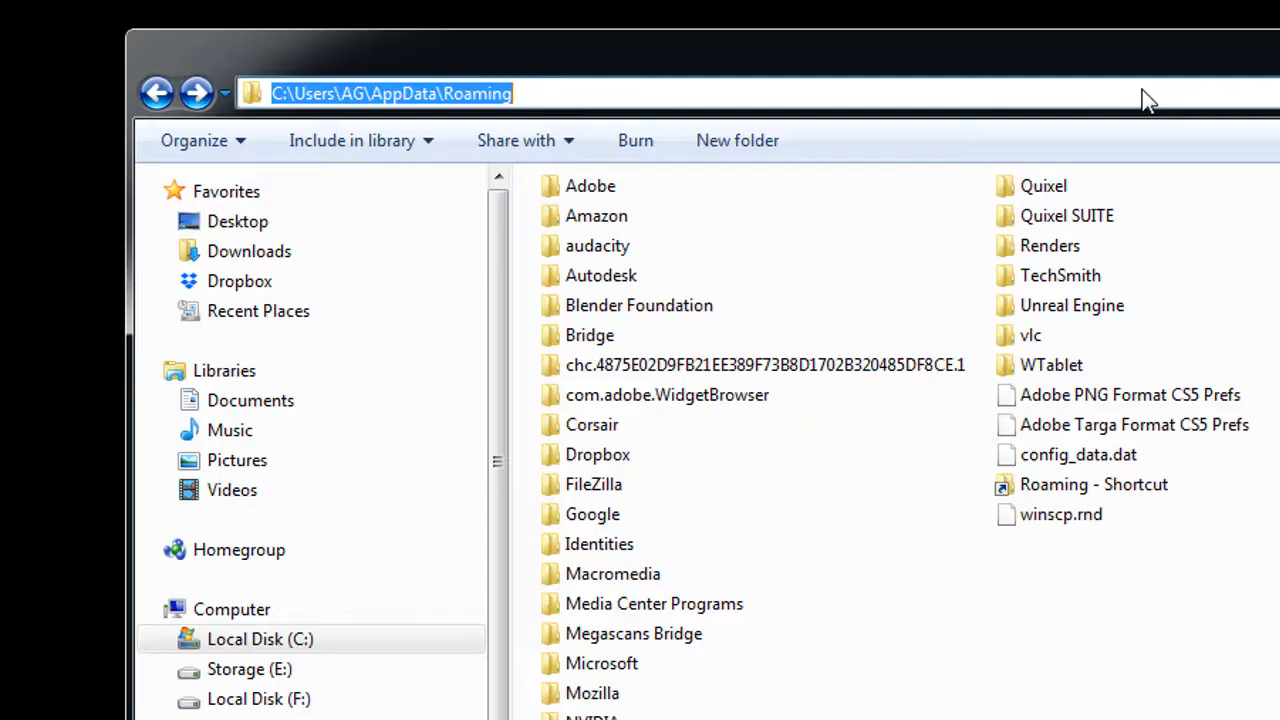 C:\Users\AG\AppData\Roaming
Organize
Include in library
Share with
Burn
New folder
Favorites
Desktop
Downloads
Dropbox
Recent Places
Libraries
Documents
Music
Pictures
Videos
Homegroup
Computer
Local Disk (C:)
Storage (E:)
Local Disk (F:)
Adobe
Amazon
audacity
Autodesk
Blender Foundation
Bridge
chc.4875E02D9FB21EE389F73B8D1702B320485DF8CE.1
com.adobe.WidgetBrowser
Corsair
Dropbox
FileZilla
Google
Identities
Macromedia
Media Center Programs
Megascans Bridge
Microsoft
Mozilla
NVIDIA
Quixel
Quixel SUITE
Renders
TechSmith
Unreal Engine
vlc
WTablet
Adobe PNG Format CS5 Prefs
Adobe Targa Format CS5 Prefs
config_data.dat
Roaming - Shortcut
winscp.rnd